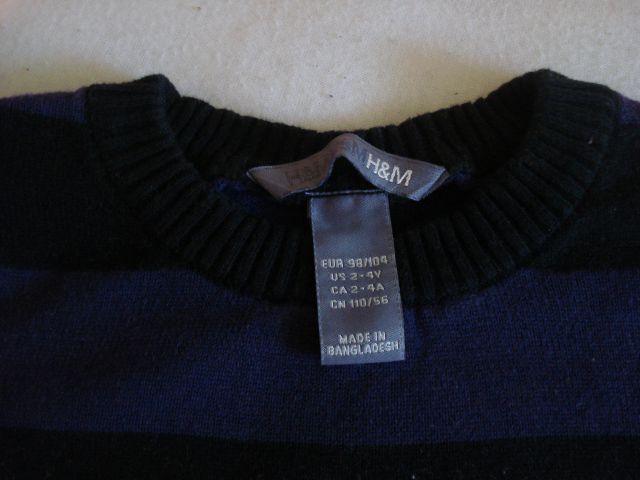 H&M H&M
EUR 98/104
US 2-4Y
CA 2-4A
CN 110/56
MADE IN
BANGLADESH